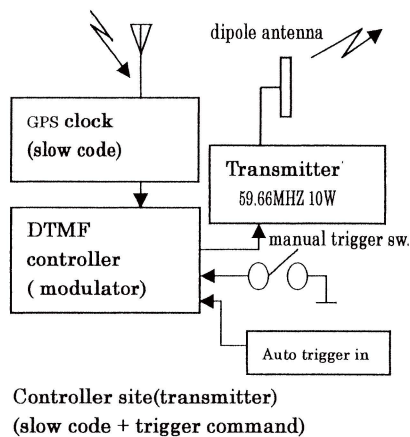 dipole antenna
GPS clock
(slow code)
Transmitter
59.66MHZ 10W
DTMF
controller
( modulator)
manual trigger sw.
Auto trigger in
Controller site(transmitter)
(slow code + trigger command)